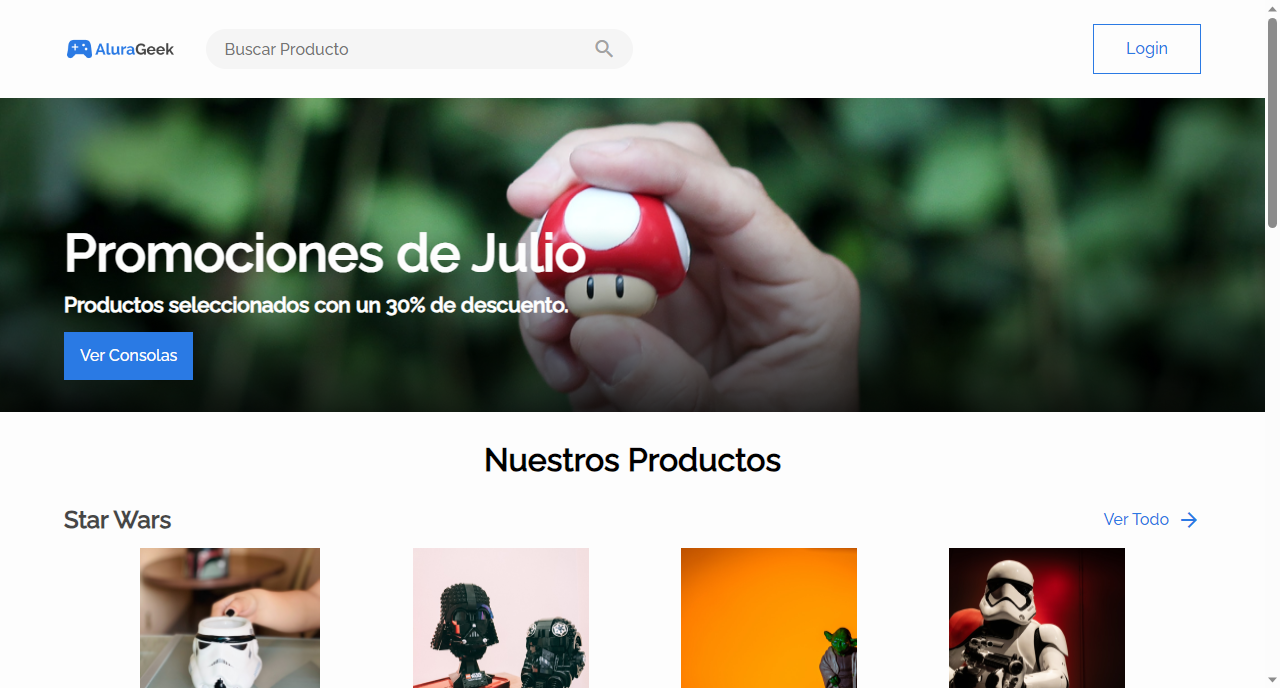 AluraGeek
Buscar Producto
Login
Promociones de Julio
Productos seleccionados con un 30% de descuento.
Ver Consolas
Nuestros Productos
Star Wars
Ver Todo